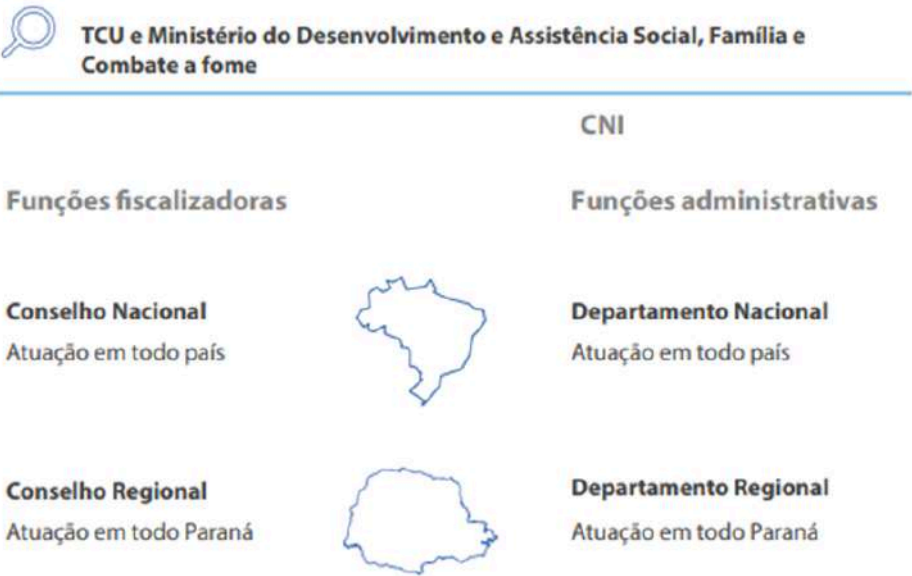 TCU e Ministério do Desenvolvimento e Assistência Social, Família e
Combate a fome
CNI
Funções fiscalizadoras
Funções administrativas
Conselho Nacional
Atuação em todo país
Departamento Nacional
Atuação em todo país
Conselho Regional
Atuação em todo Paraná
Departamento Regional
Atuação em todo Paraná